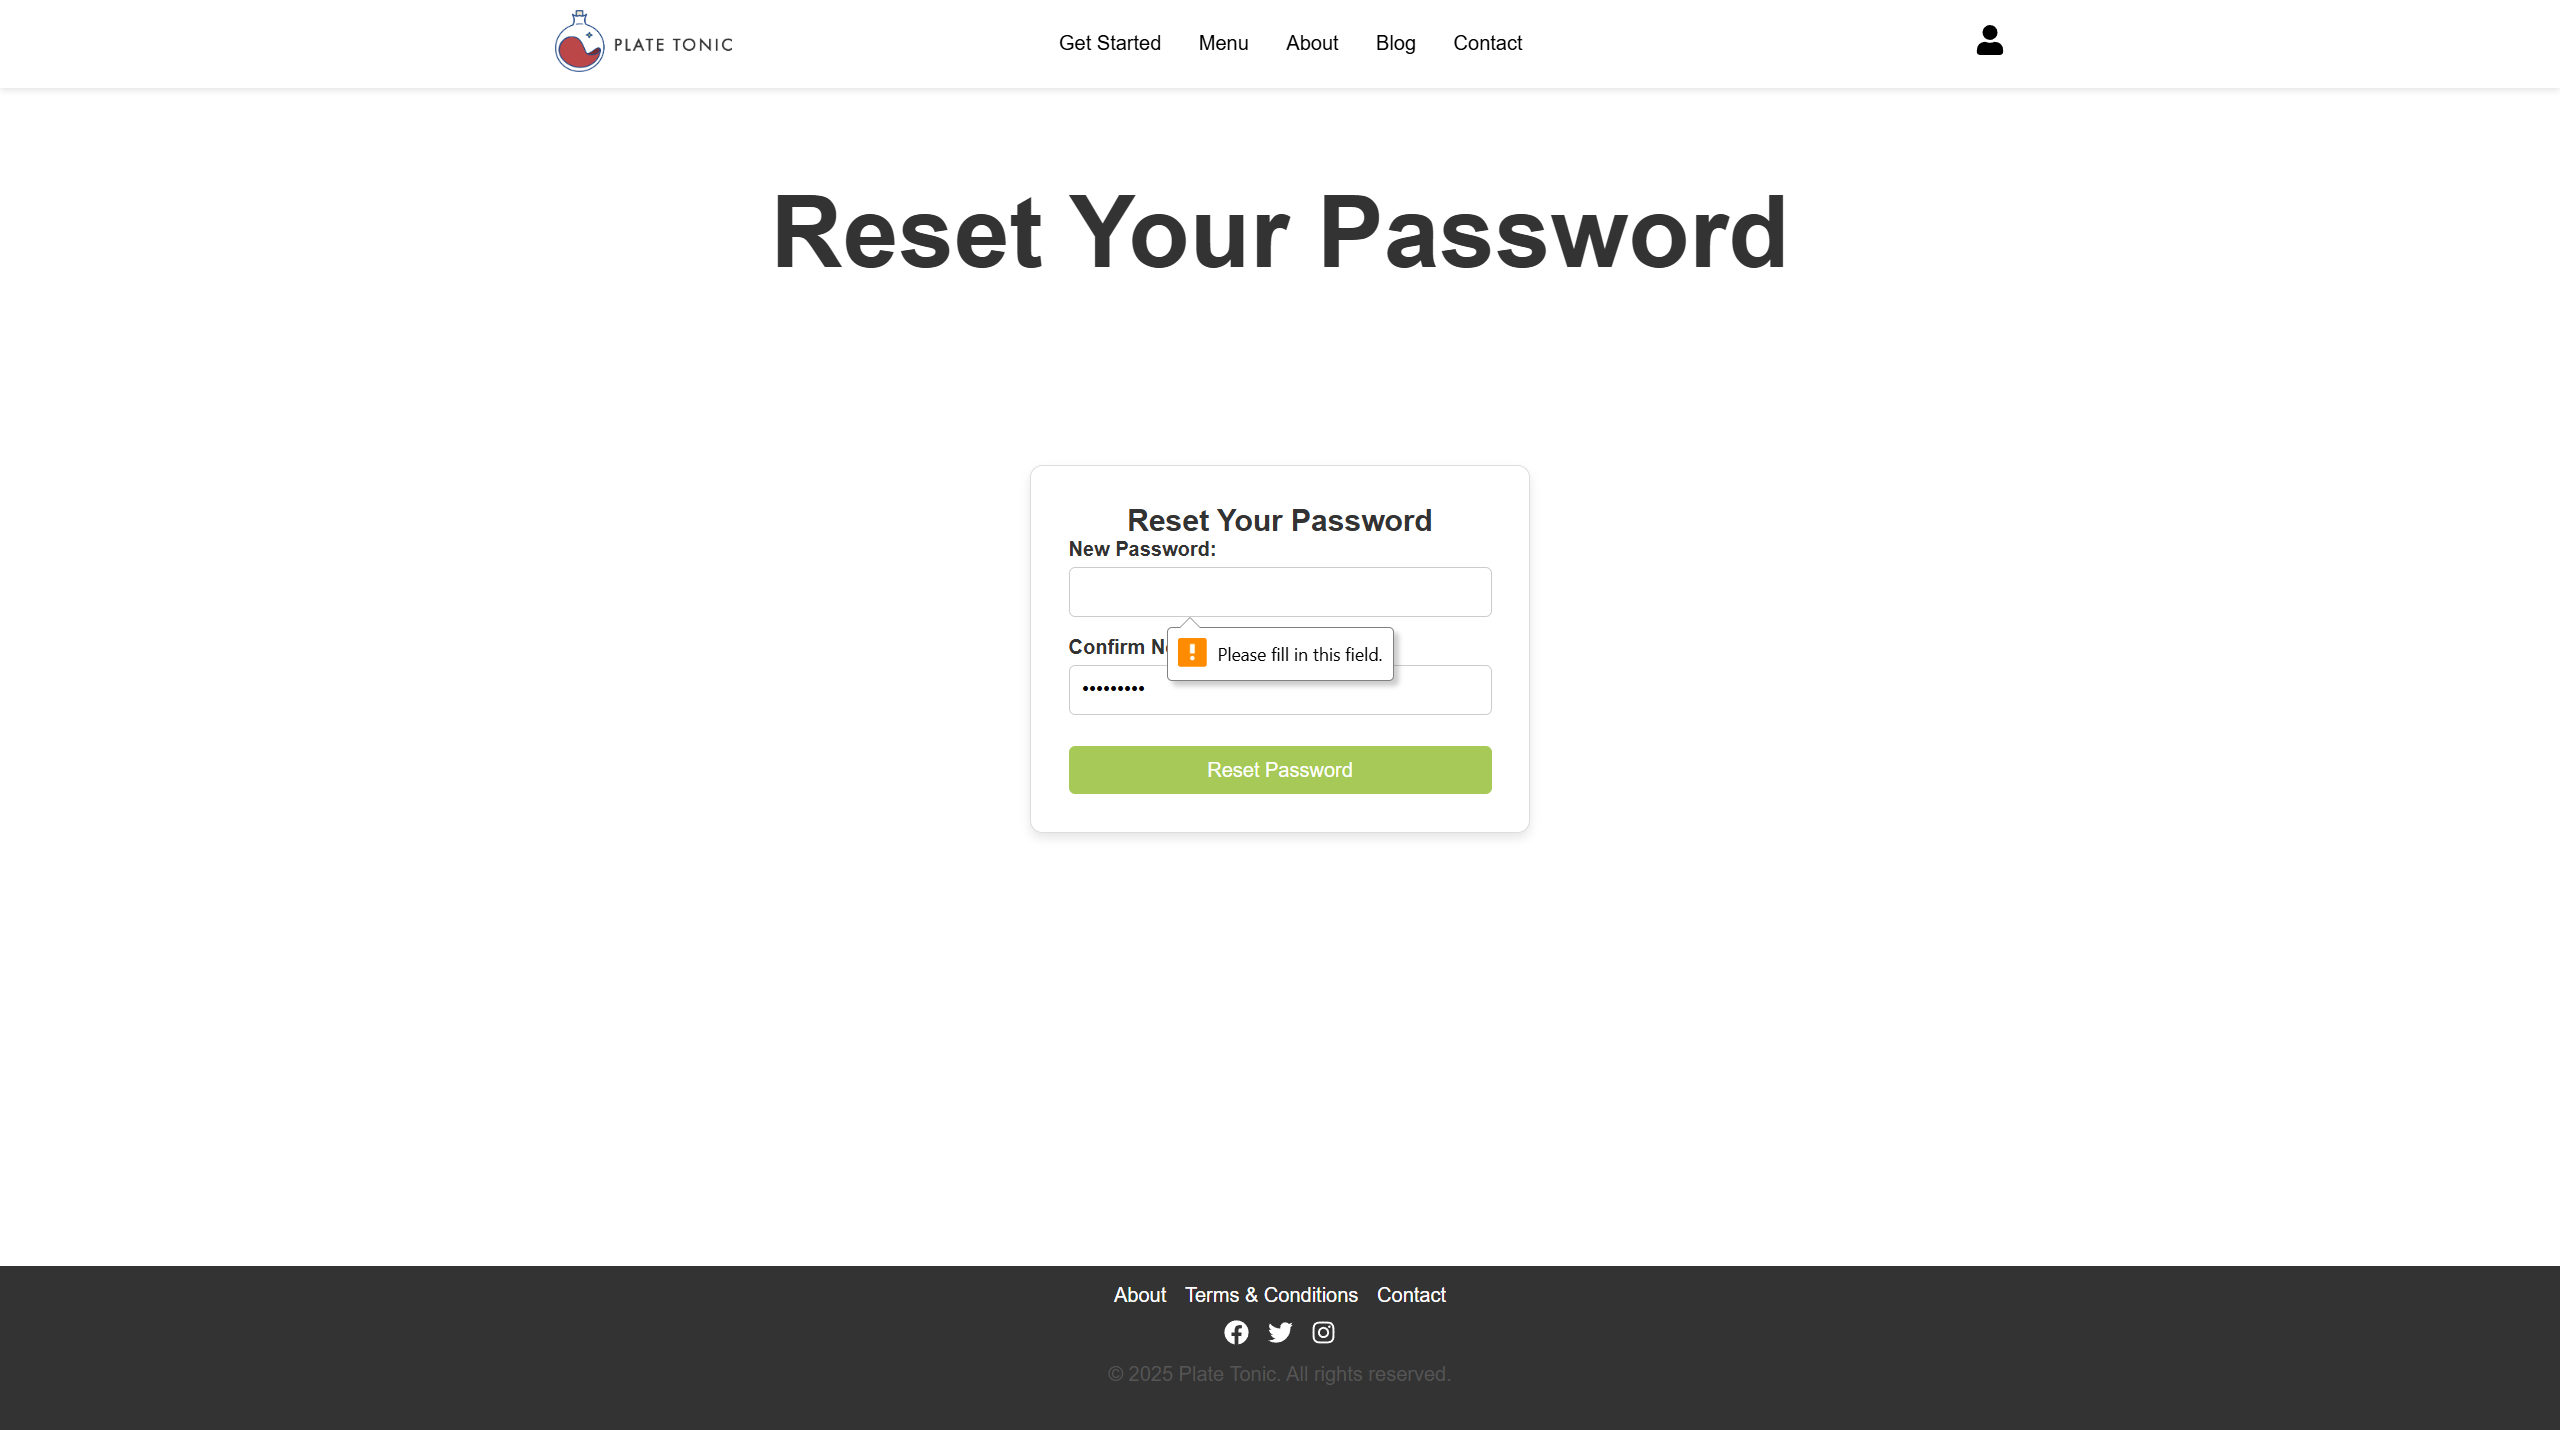 PLATE TONIC
Get Started Menu About Blog Contact
Reset Your Password
Reset Your Password
New Password:
Please fill in this field.
Confirm
•••••••••
Reset Password
About Terms & Conditions Contact
© 2025 Plate Tonic. All rights reserved.